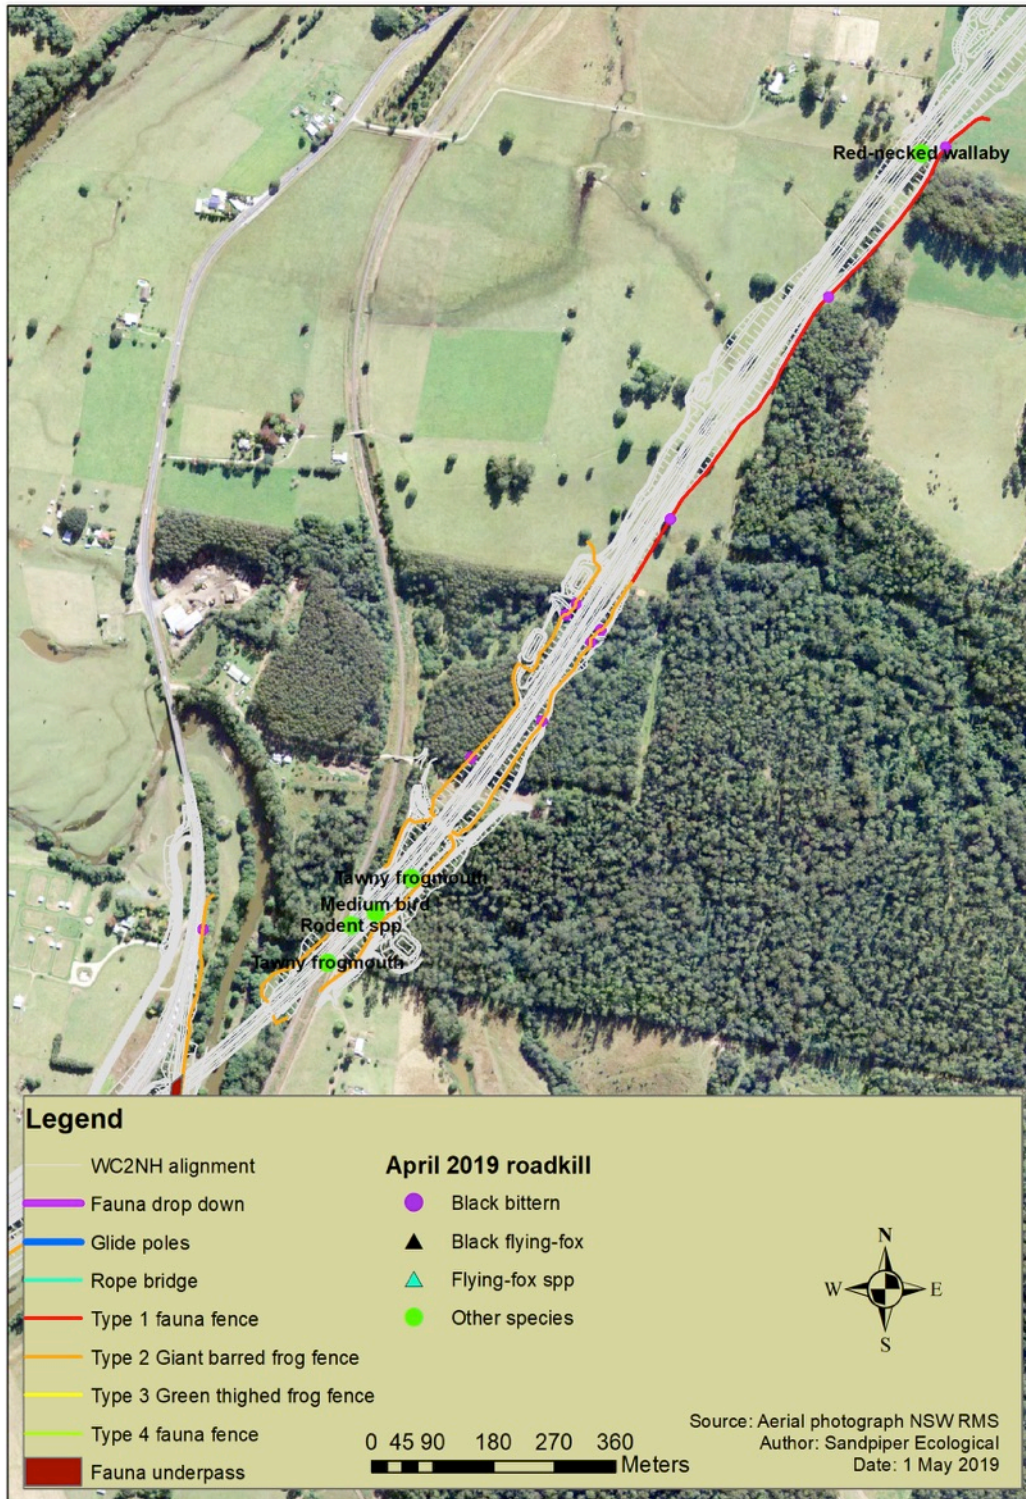 Red-necked wallaby
Tawny frogmouth
Medium bird
Rodent spp
Tawny frogmouth
Legend
WC2NH alignment
Fauna drop down
Glide poles
Rope bridge
Type 1 fauna fence
Type 2 Giant barred frog fence
Type 3 Green thighed frog fence
Type 4 fauna fence
Fauna underpass
April 2019 roadkill
Black bittern
Black flying-fox
Flying-fox spp
Other species
N
W E
S
0 45 90 180 270 360
Meters
Source: Aerial photograph NSW RMS
Author: Sandpiper Ecological
Date: 1 May 2019